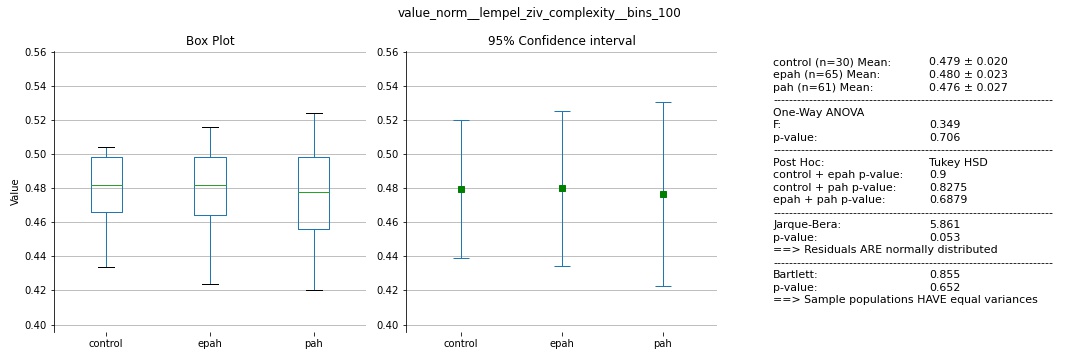 value_norm__lempel_ziv_complexity__bins_100
Box Plot
0.56
0.54
0.52
0.50
0.48
0.46
0.44
0.42
0.40
Value
control epah pah
95% Confidence interval
0.56
0.54
0.52
0.50
0.48
0.46
0.44
0.42
0.40
control epah pah
control (n=30) Mean: 0.479 ± 0.020
epah (n=65) Mean: 0.480 ± 0.023
pah (n=61) Mean: 0.476 ± 0.027
One-Way ANOVA
F: 0.349
p-value: 0.706
Post Hoc: Tukey HSD
control + epah p-value: 0.9
control + pah p-value: 0.8275
epah + pah p-value: 0.6879
Jarque-Bera: 5.861
p-value: 0.053
==> Residuals ARE normally distributed
Bartlett: 0.855
p-value: 0.652
==> Sample populations HAVE equal variances